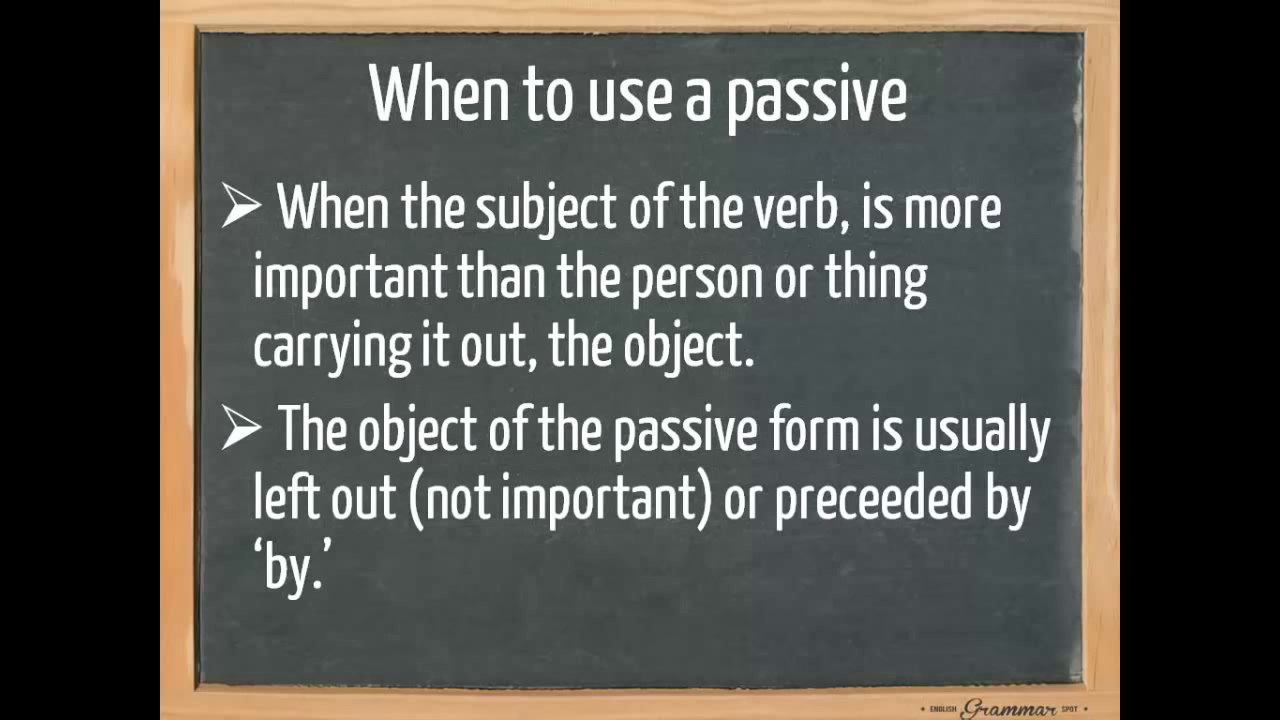 When to use a passive
➢ When the subject of the verb, is more
important than the person or thing
carrying it out, the object.
➢ The object of the passive form is usually
left out (not important) or preceeded by
‘by.’
• ENGLISH Grammar SPOT •